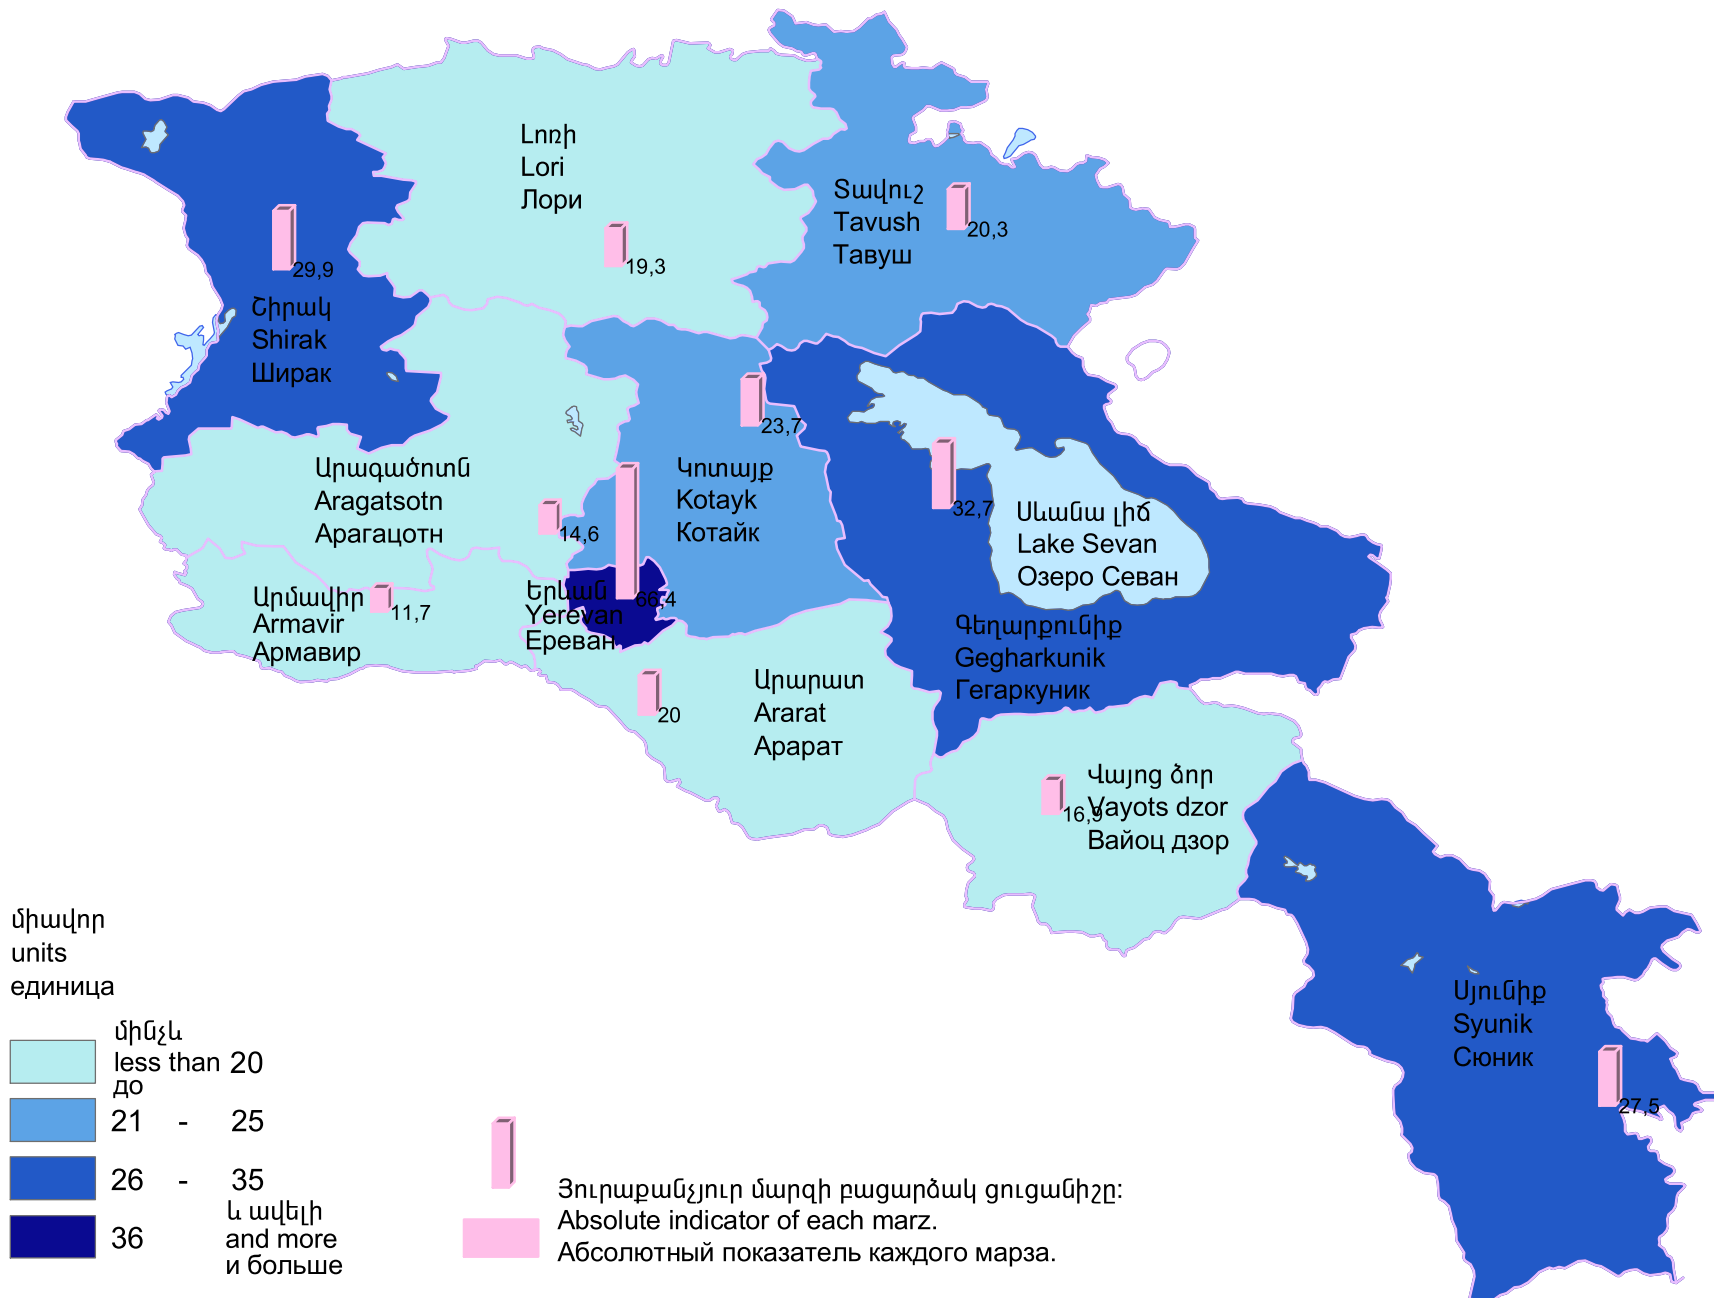 Լոռի
Lori
Лори
Տավուշ
Tavush
Тавуш
20,3
19,3
29,9
Շիրակ
Shirak
Ширак
23,7
Արագածոտն
Aragatsotn
Арагацотн
14,6
Կոտայք
Kotayk
Котайк
32,7
Սևանա լիճ
Lake Sevan
Озеро Севан
Արմավիր
Armavir
Армавир
11,7
Երևան
Yerevan
Ереван
66,4
Գեղարքունիք
Gegharkunik
Гегаркуник
20
Արարատ
Ararat
Арарат
16,9
Վայոց ձոր
Vayots dzor
Вайоц дзор
Սյունիք
Syunik
Сюник
27,5
միավոր
units
единица
մինչև
less than 20
до
21 - 25
26 - 35
36 և ավելի
and more
и больше
Յուրաքանչյուր մարզի բացարձակ ցուցանիշը:
Absolute indicator of each marz.
Абсолютный показатель каждого марза.